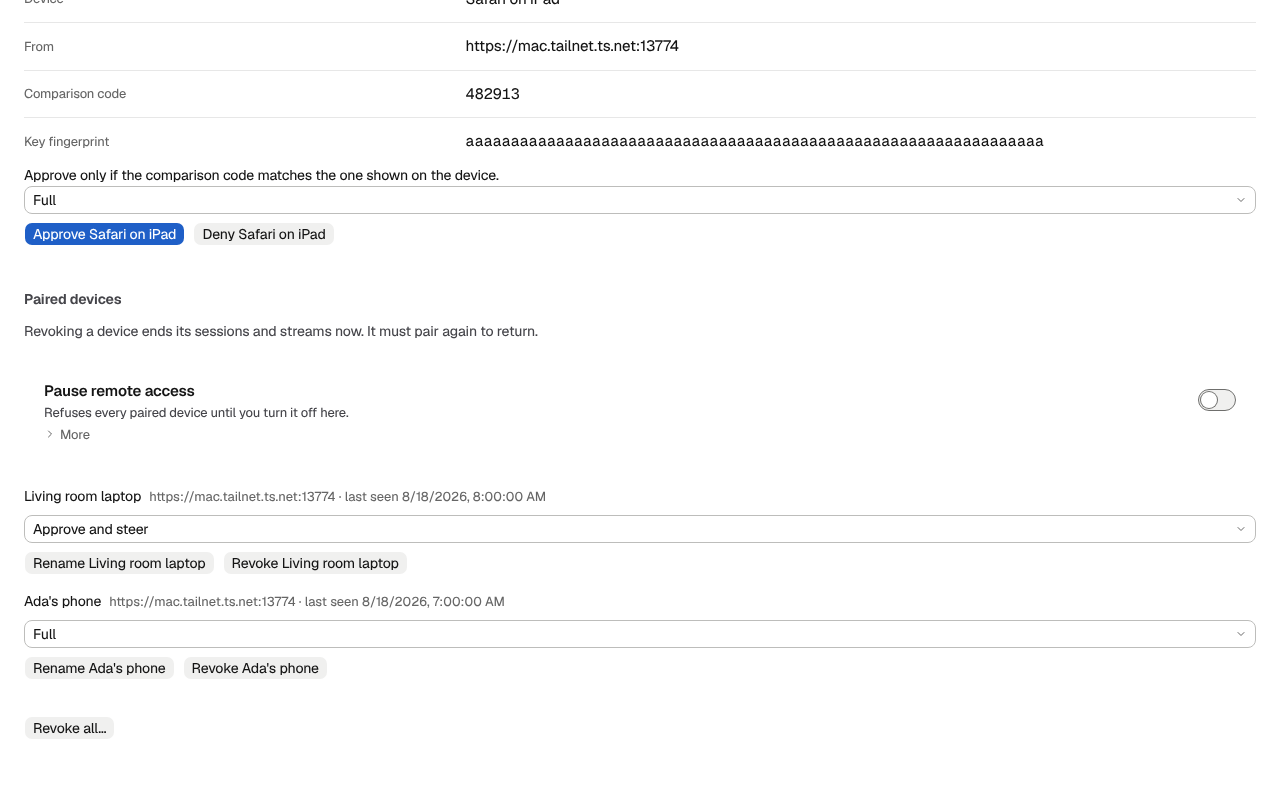 Device Safari on iPad
From https://mac.tailnet.ts.net:13774
Comparison code 482913
Key fingerprint aaaaaaaaaaaaaaaaaaaaaaaaaaaaaaaaaaaaaaaaaaaaaaaaaaaaaaaaaaaaaaaa
Approve only if the comparison code matches the one shown on the device.
Full
Approve Safari on iPad Deny Safari on iPad
Paired devices
Revoking a device ends its sessions and streams now. It must pair again to return.
Pause remote access
Refuses every paired device until you turn it off here.
More
Living room laptop https://mac.tailnet.ts.net:13774 · last seen 8/18/2026, 8:00:00 AM
Approve and steer
Rename Living room laptop Revoke Living room laptop
Ada's phone https://mac.tailnet.ts.net:13774 · last seen 8/18/2026, 7:00:00 AM
Full
Rename Ada's phone Revoke Ada's phone
Revoke all…